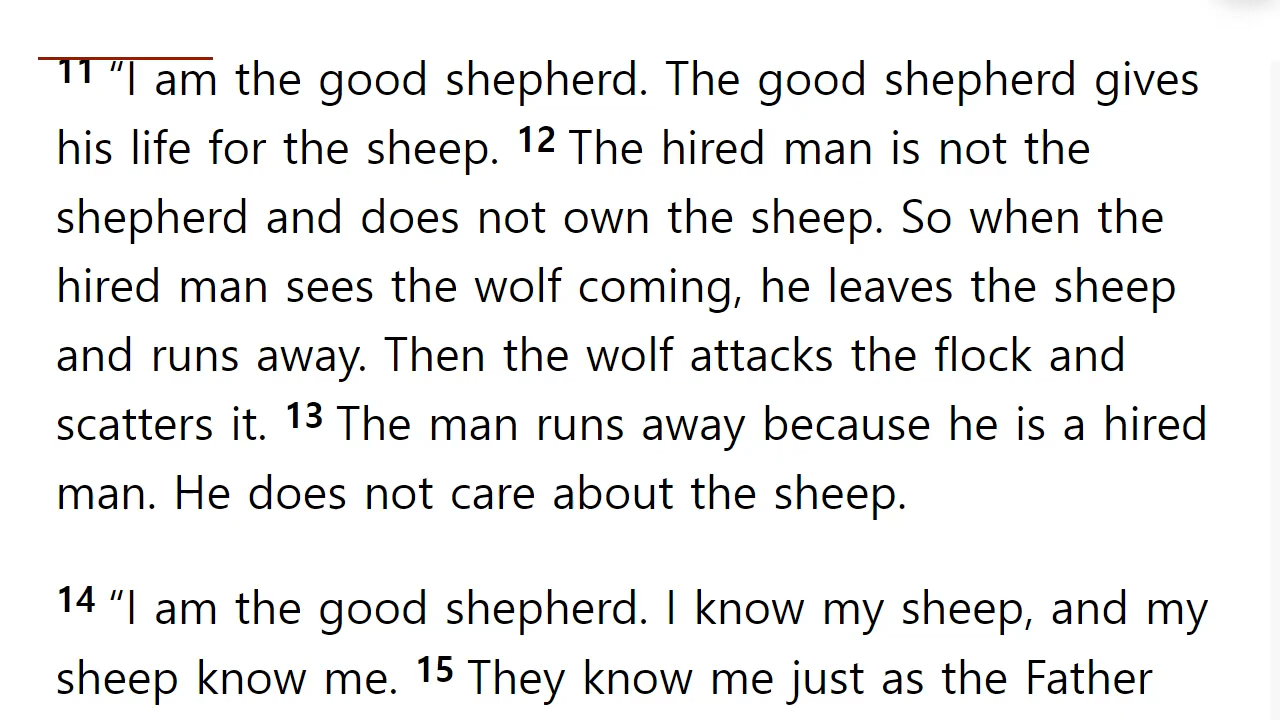 11 “I am the good shepherd. The good shepherd gives
his life for the sheep. 12 The hired man is not the
shepherd and does not own the sheep. So when the
hired man sees the wolf coming, he leaves the sheep
and runs away. Then the wolf attacks the flock and
scatters it. 13 The man runs away because he is a hired
man. He does not care about the sheep.
14 “I am the good shepherd. I know my sheep, and my
sheep know me. 15 They know me just as the Father